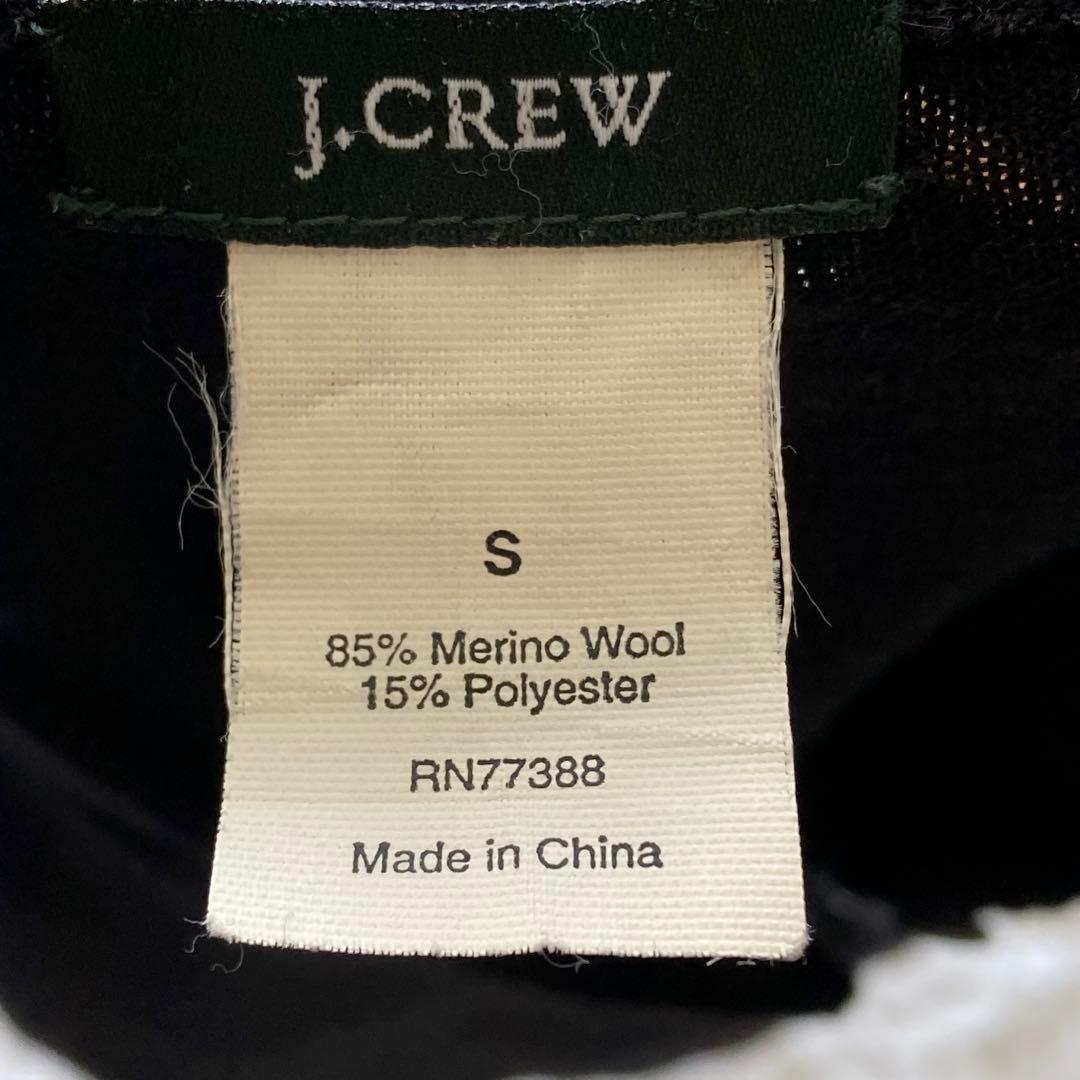 J.CREW
S
85% Merino Wool
15% Polyester
RN77388
Made in China